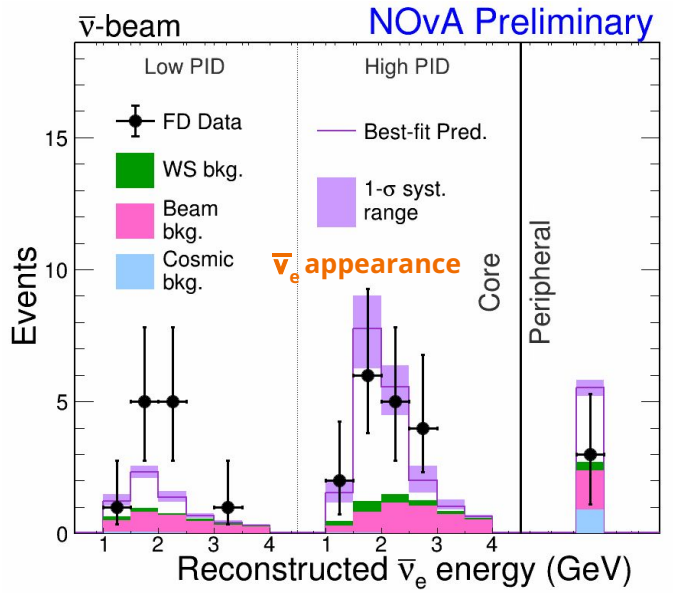 ν̅-beam
NOvA Preliminary
Low PID
High PID
FD Data
WS bkg.
Beam
bkg.
Cosmic
bkg.
Best-fit Pred.
1-σ syst.
range
ν̅e appearance
Core
Peripheral
Events
15
10
5
0
1 2 3 4
1 2 3 4
Reconstructed ν̅e energy (GeV)